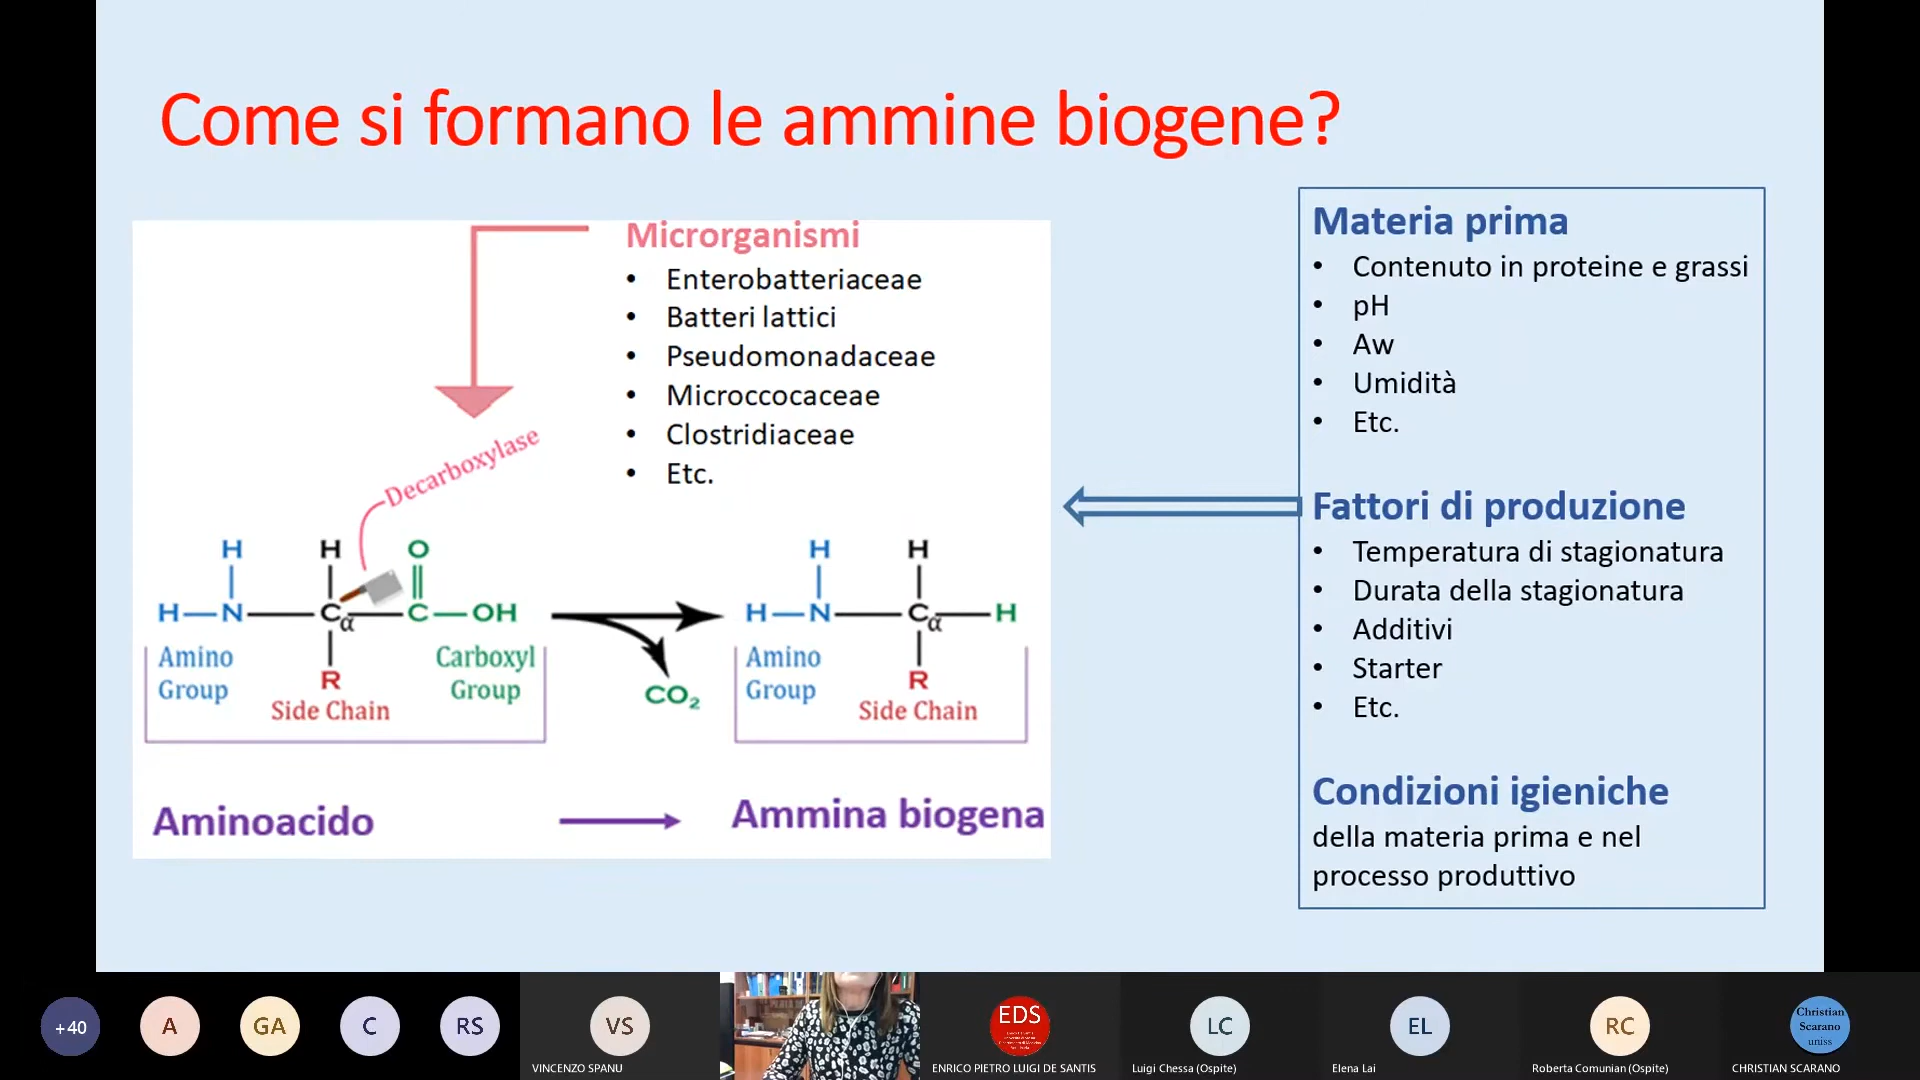 Come si formano le ammine biogene?
Microrganismi
• Enterobatteriaceae
• Batteri lattici
• Pseudomonadaceae
• Microccocaceae
• Clostridiaceae
• Etc.
Decarboxylase
H H O
H—N—Cα—C—OH
Amino Group
R
Side Chain
Carboxyl Group
CO₂
H H
H—N—Cα—H
Amino Group
R
Side Chain
Aminoacido
Ammina biogena
Materia prima
• Contenuto in proteine e grassi
• pH
• Aw
• Umidità
• Etc.
Fattori di produzione
• Temperatura di stagionatura
• Durata della stagionatura
• Additivi
• Starter
• Etc.
Condizioni igieniche
della materia prima e nel
processo produttivo
+40
A
GA
C
RS
VS
VINCENZO SPANU
EDS
ENRICO PIETRO LUIGI DE SANTIS
LC
Luigi Chessa (Ospite)
EL
Elena Lai
RC
Roberta Comunian (Ospite)
Christian
Scarano
uniss
CHRISTIAN SCARANO